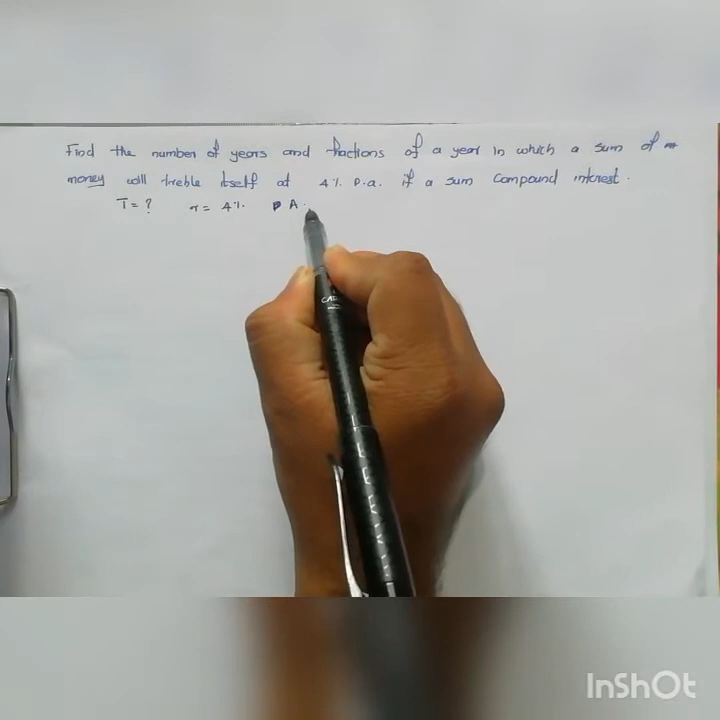 Find the number of years and fractions of a year in which a sum of
money will treble itself at 4% p.a. if a sum compound interest.
T = ? r = 4% P A.
CAD
InShOt